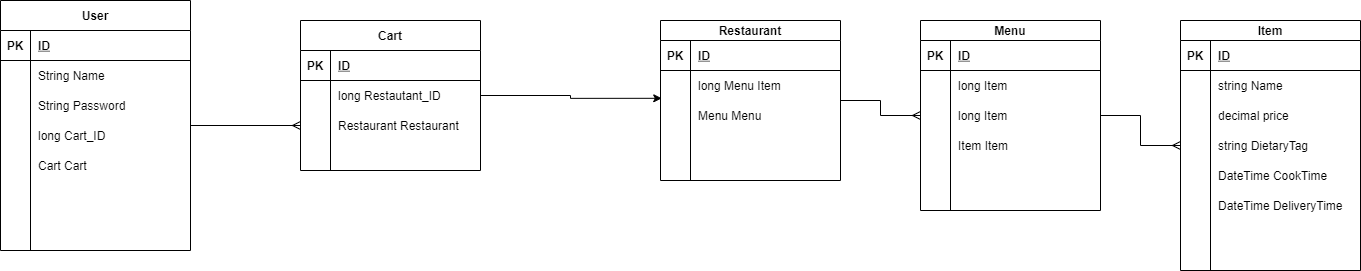 User
PK ID
String Name
String Password
long Cart_ID
Cart Cart
Cart
PK ID
long Restautant_ID
Restaurant Restaurant
Restaurant
PK ID
long Menu Item
Menu Menu
Menu
PK ID
long Item
long Item
Item Item
Item
PK ID
string Name
decimal price
string DietaryTag
DateTime CookTime
DateTime DeliveryTime